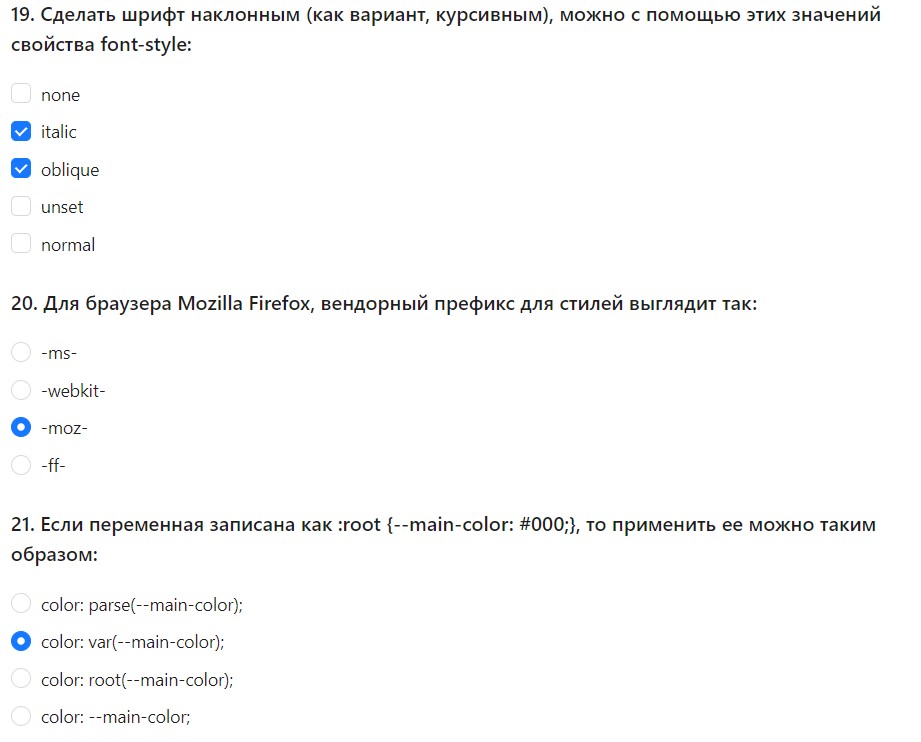 19. Сделать шрифт наклонным (как вариант, курсивным), можно с помощью этих значений
свойства font-style:
none
italic
oblique
unset
normal
20. Для браузера Mozilla Firefox, вендорный префикс для стилей выглядит так:
-ms-
-webkit-
-moz-
-ff-
21. Если переменная записана как :root {--main-color: #000;}, то применить ее можно таким
образом:
color: parse(--main-color);
color: var(--main-color);
color: root(--main-color);
color: --main-color;